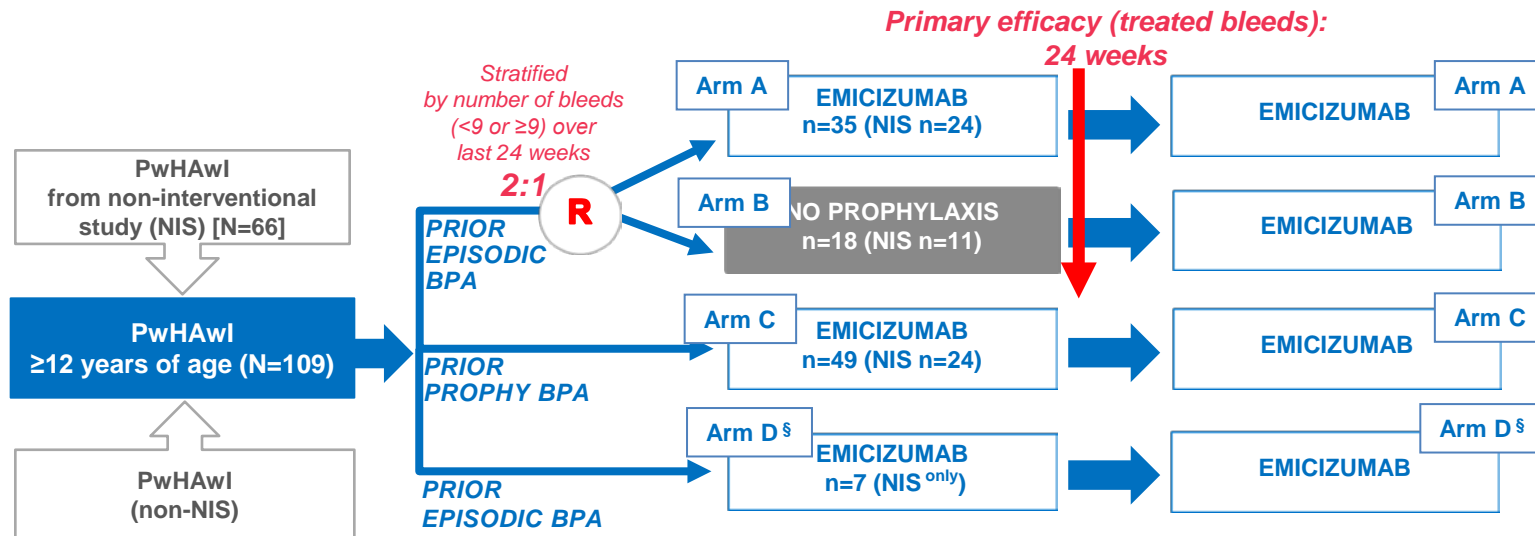 Primary efficacy (treated bleeds):
24 weeks
Stratified
by number of bleeds
(<9 or ≥9) over
last 24 weeks
2:1
R
PwHAwI
from non-interventional
study (NIS) [N=66]
PwHAwI
≥12 years of age (N=109)
PwHAwI
(non-NIS)
PRIOR
EPISODIC
BPA
PRIOR
PROPHY BPA
PRIOR
EPISODIC BPA
Arm A
EMICIZUMAB
n=35 (NIS n=24)
Arm A
EMICIZUMAB
Arm B
NO PROPHYLAXIS
n=18 (NIS n=11)
Arm B
EMICIZUMAB
Arm C
EMICIZUMAB
n=49 (NIS n=24)
Arm C
EMICIZUMAB
Arm D §
EMICIZUMAB
n=7 (NIS only)
Arm D §
EMICIZUMAB